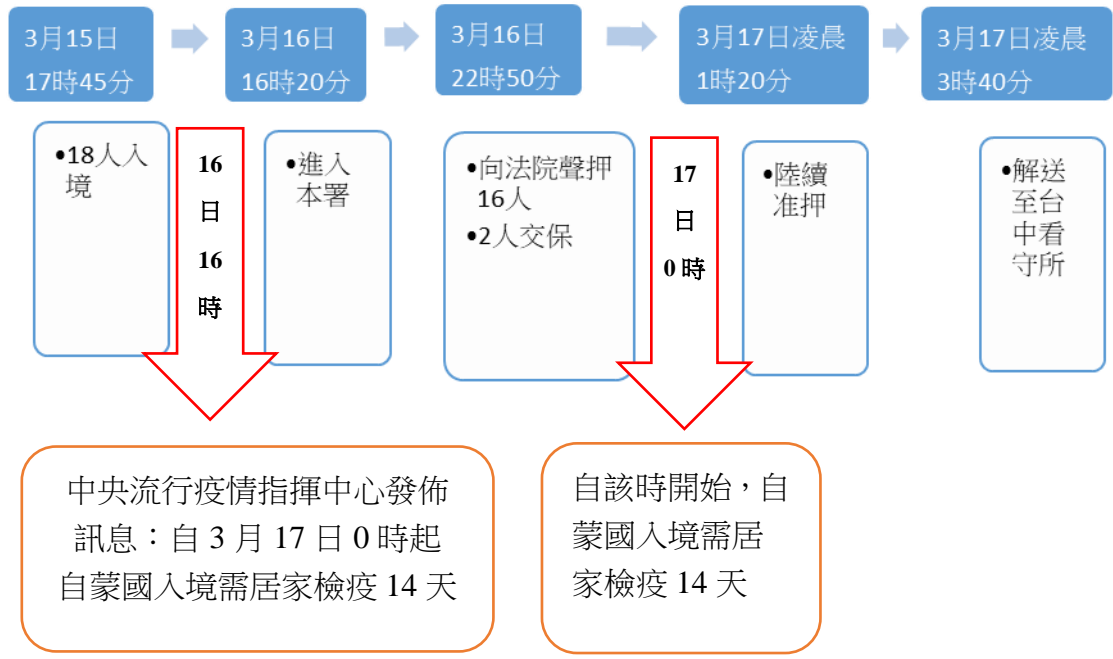 3月15日
17時45分
3月16日
16時20分
3月16日
22時50分
3月17日凌晨
1時20分
3月17日凌晨
3時40分
•18人入
境
16
日
16
時
•進入
本署
•向法院聲押
16人
•2人交保
17
日
0時
•陸續
准押
•解送
至台
中看
守所
中央流行疫情指揮中心發佈
訊息：自 3 月 17 日 0 時起
自蒙國入境需居家檢疫 14 天
自該時開始，自
蒙國入境需居
家檢疫 14 天